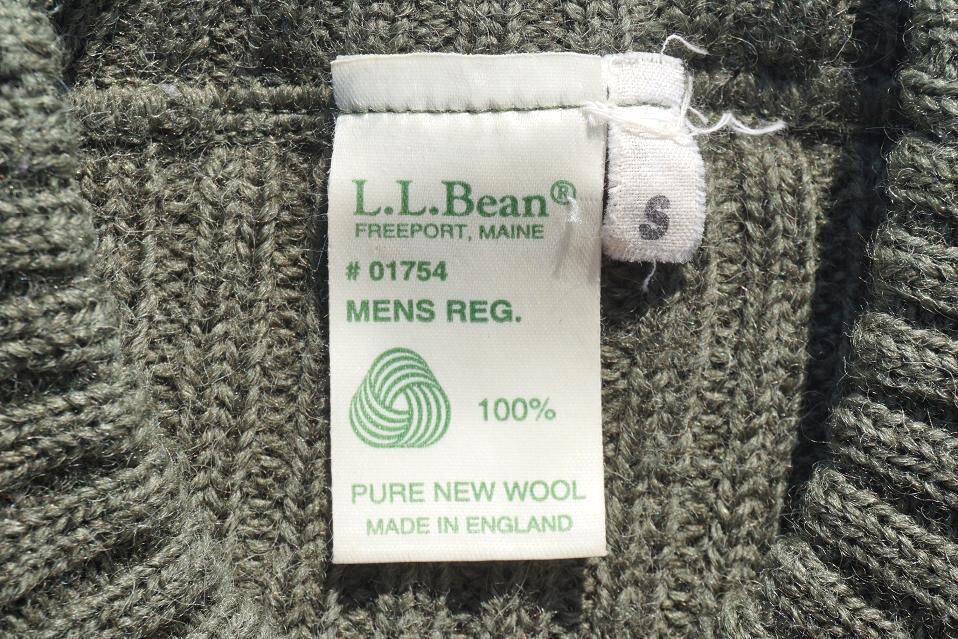 L.L.Bean®
FREEPORT, MAINE
# 01754
MENS REG.
100%
PURE NEW WOOL
MADE IN ENGLAND
S